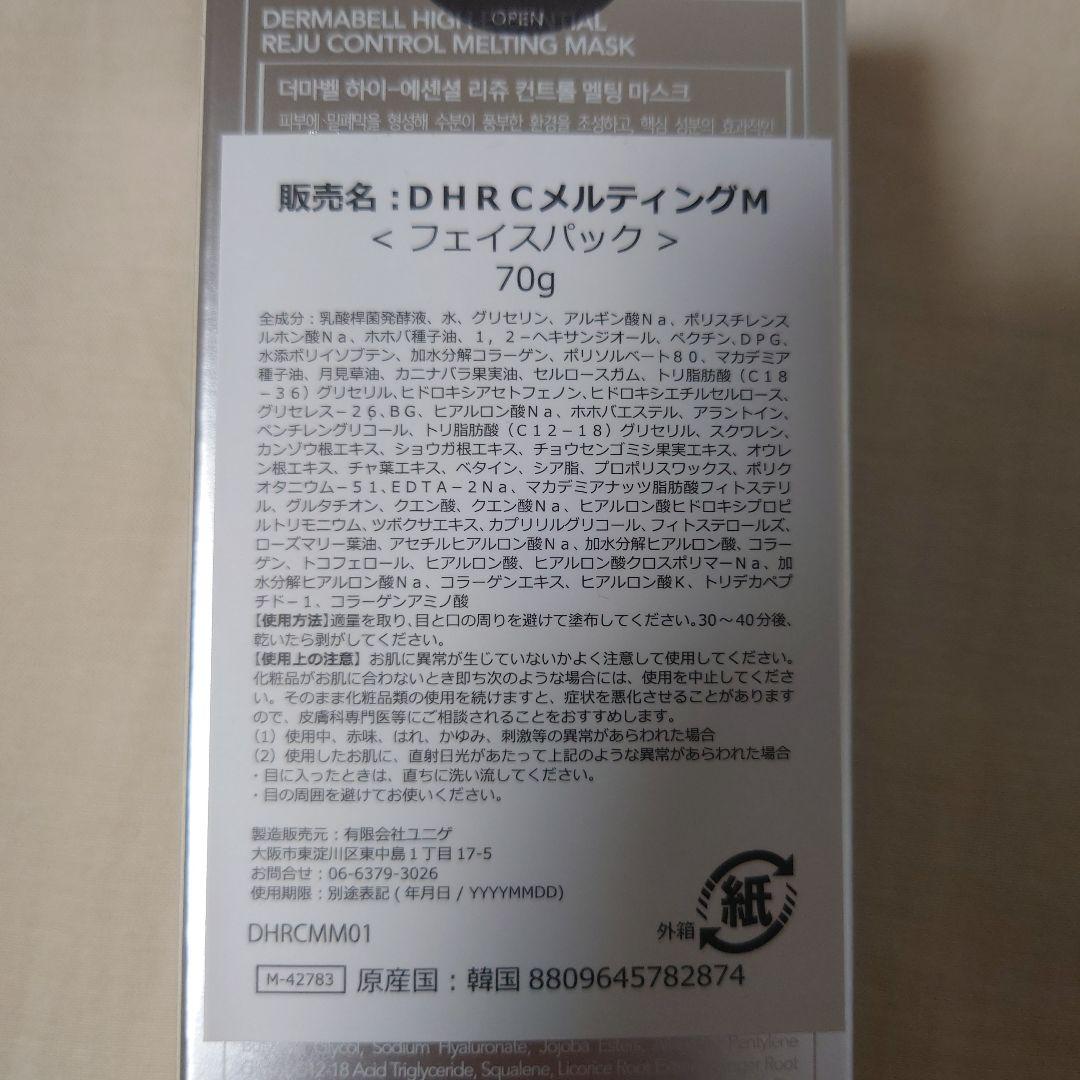 OPEN
DERMABELL HIGH
REJU CONTROL MELTING MASK
더마벨 하이-에센셜 리쥬 컨트롤 멜팅 마스크
피부에 밀폐막을 형성해 수분이 풍부한 환경을 조성하고, 핵심 성분의 효과적인
販売名:DHRCメルティングM
< フェイスパック >
70g
全成分:乳酸桿菌発酵液、水、グリセリン、アルギン酸Na、ポリスチレンス
ルホン酸Na、ホホバ種子油、1,2-ヘキサンジオール、ペクチン、DPG、
水添ポリイソブテン、加水分解コラーゲン、ポリソルベート80、マカデミア
種子油、月見草油、カニナバラ果実油、セルロースガム、トリ脂肪酸(C18
-36)グリセリル、ヒドロキシアセトフェノン、ヒドロキシエチルセルロース、
グリセレス-26、BG、ヒアルロン酸Na、ホホバエステル、アラントイン、
ペンチレングリコール、トリ脂肪酸(C12-18)グリセリル、スクワレン、
カンゾウ根エキス、ショウガ根エキス、チョウセンゴミシ果実エキス、オウレ
ン根エキス、チャ葉エキス、ベタイン、シア脂、プロポリスワックス、ポリク
オタニウム-51、EDTA-2Na、マカデミアナッツ脂肪酸フィトステリ
ル、グルタチオン、クエン酸、クエン酸Na、ヒアルロン酸ヒドロキシプロピ
ルトリモニウム、ツボクサエキス、カプリリルグリコール、フィトステロールズ、
ローズマリー葉油、アセチルヒアルロン酸Na、加水分解ヒアルロン酸、コラー
ゲン、トコフェロール、ヒアルロン酸、ヒアルロン酸クロスポリマーNa、加
水分解ヒアルロン酸Na、コラーゲンエキス、ヒアルロン酸K、トリデカペプ
チド-1、コラーゲンアミノ酸
【使用方法】適量を取り、目と口の周りを避けて塗布してください。30～40分後、
乾いたら剥がしてください。
【使用上の注意】お肌に異常が生じていないかよく注意して使用してください。
化粧品がお肌に合わないとき即ち次のような場合には、使用を中止してくださ
い。そのまま化粧品類の使用を続けますと、症状を悪化させることがあります
ので、皮膚科専門医等にご相談されることをおすすめします。
(1)使用中、赤味、はれ、かゆみ、刺激等の異常があらわれた場合
(2)使用したお肌に、直射日光があたって上記のような異常があらわれた場合
・目に入ったときは、直ちに洗い流してください。
・目の周囲を避けてお使いください。
製造販売元:有限会社ユニゲ
大阪市東淀川区東中島1丁目17-5
お問合せ:06-6379-3026
使用期限:別途表記(年月日/YYYYMMDD)
DHRCMM01
外箱 紙
M-42783 原産国:韓国 8809645782874
Glycol, Sodium Hyaluronate, Jojoba Esters, Pentylene
C12-18 Acid Triglyceride, Squalene, Licorice Root Root